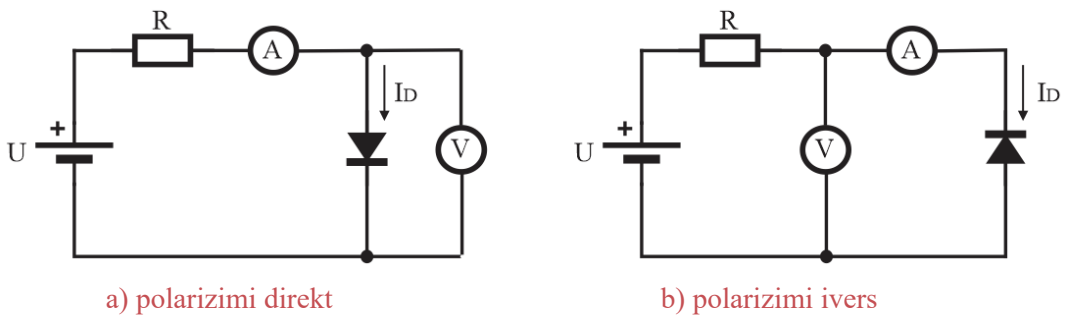 R
A
ID
+
U
V
a) polarizimi direkt
R
A
ID
+
U
V
b) polarizimi ivers